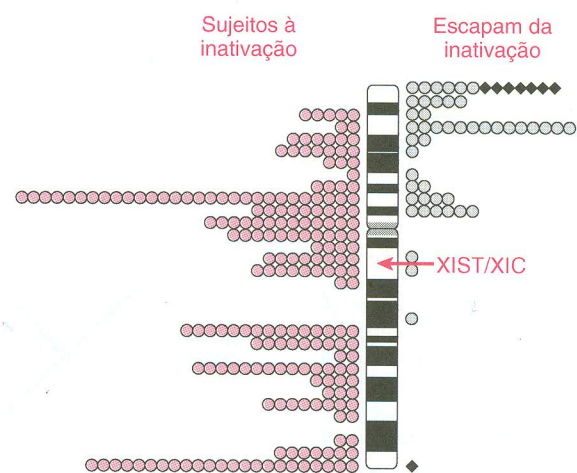 Sujeitos à
inativação
Escapam da
inativação
XIST/XIC